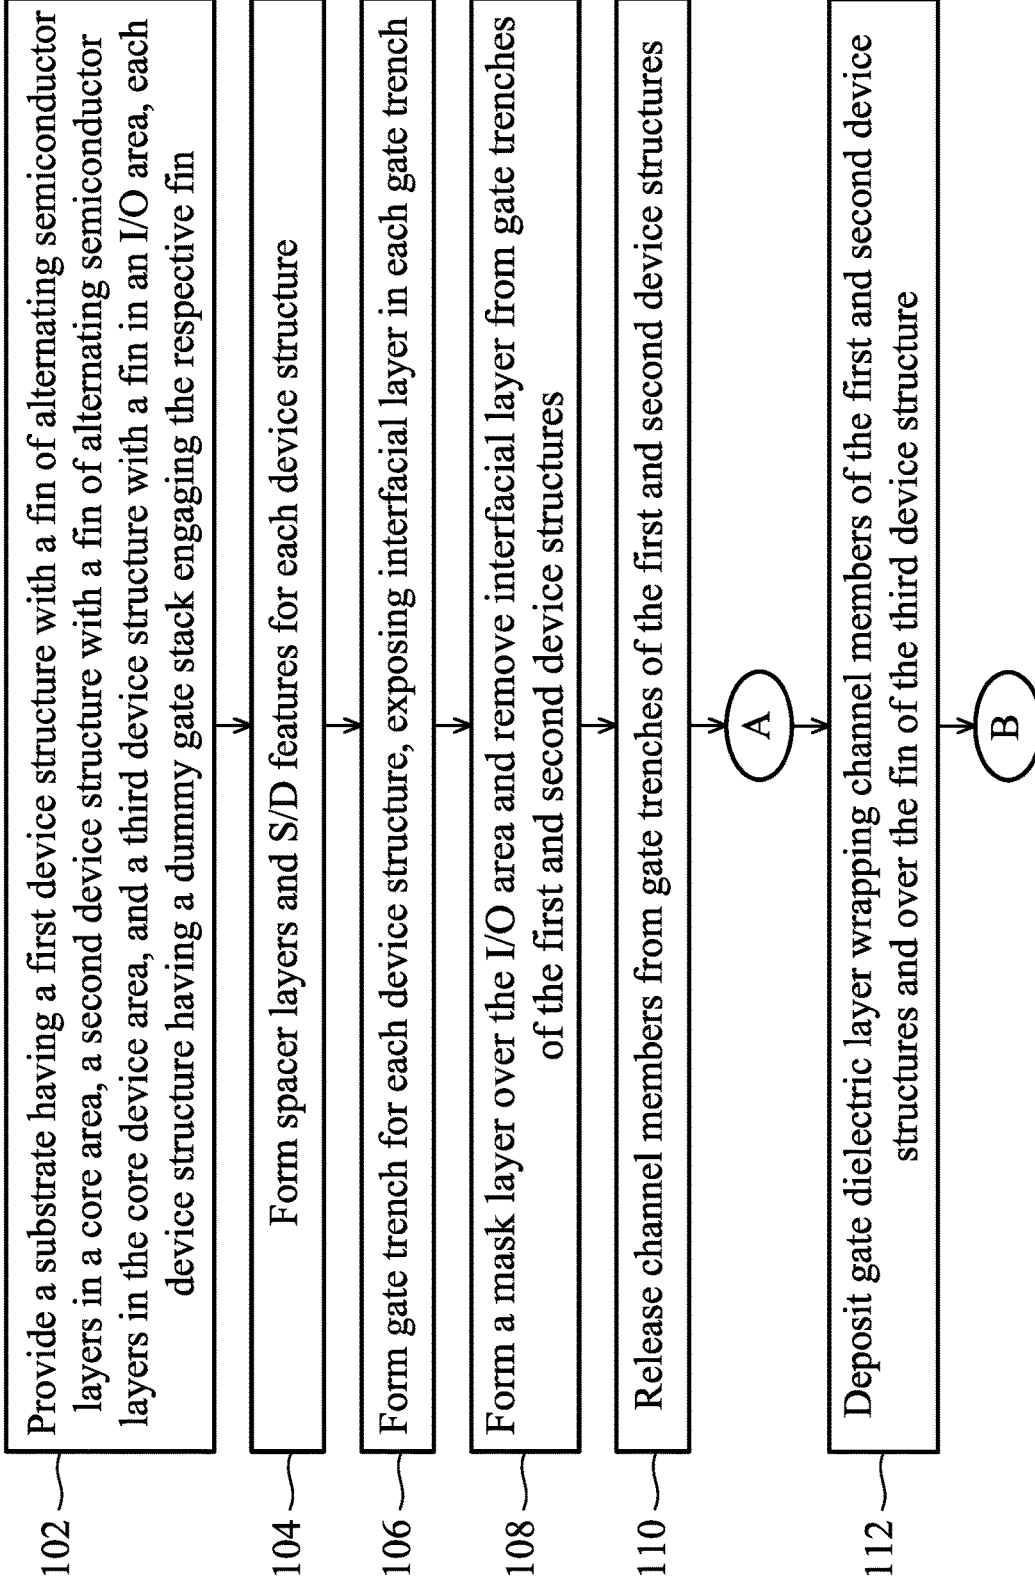 102
Provide a substrate having a first device structure with a fin of alternating semiconductor
layers in a core area, a second device structure with a fin of alternating semiconductor
layers in the core device area, and a third device structure with a fin in an I/O area, each
device structure having a dummy gate stack engaging the respective fin
104
Form spacer layers and S/D features for each device structure
106
Form gate trench for each device structure, exposing interfacial layer in each gate trench
108
Form a mask layer over the I/O area and remove interfacial layer from gate trenches
of the first and second device structures
110
Release channel members from gate trenches of the first and second device structures
A
112
Deposit gate dielectric layer wrapping channel members of the first and second device
structures and over the fin of the third device structure
B